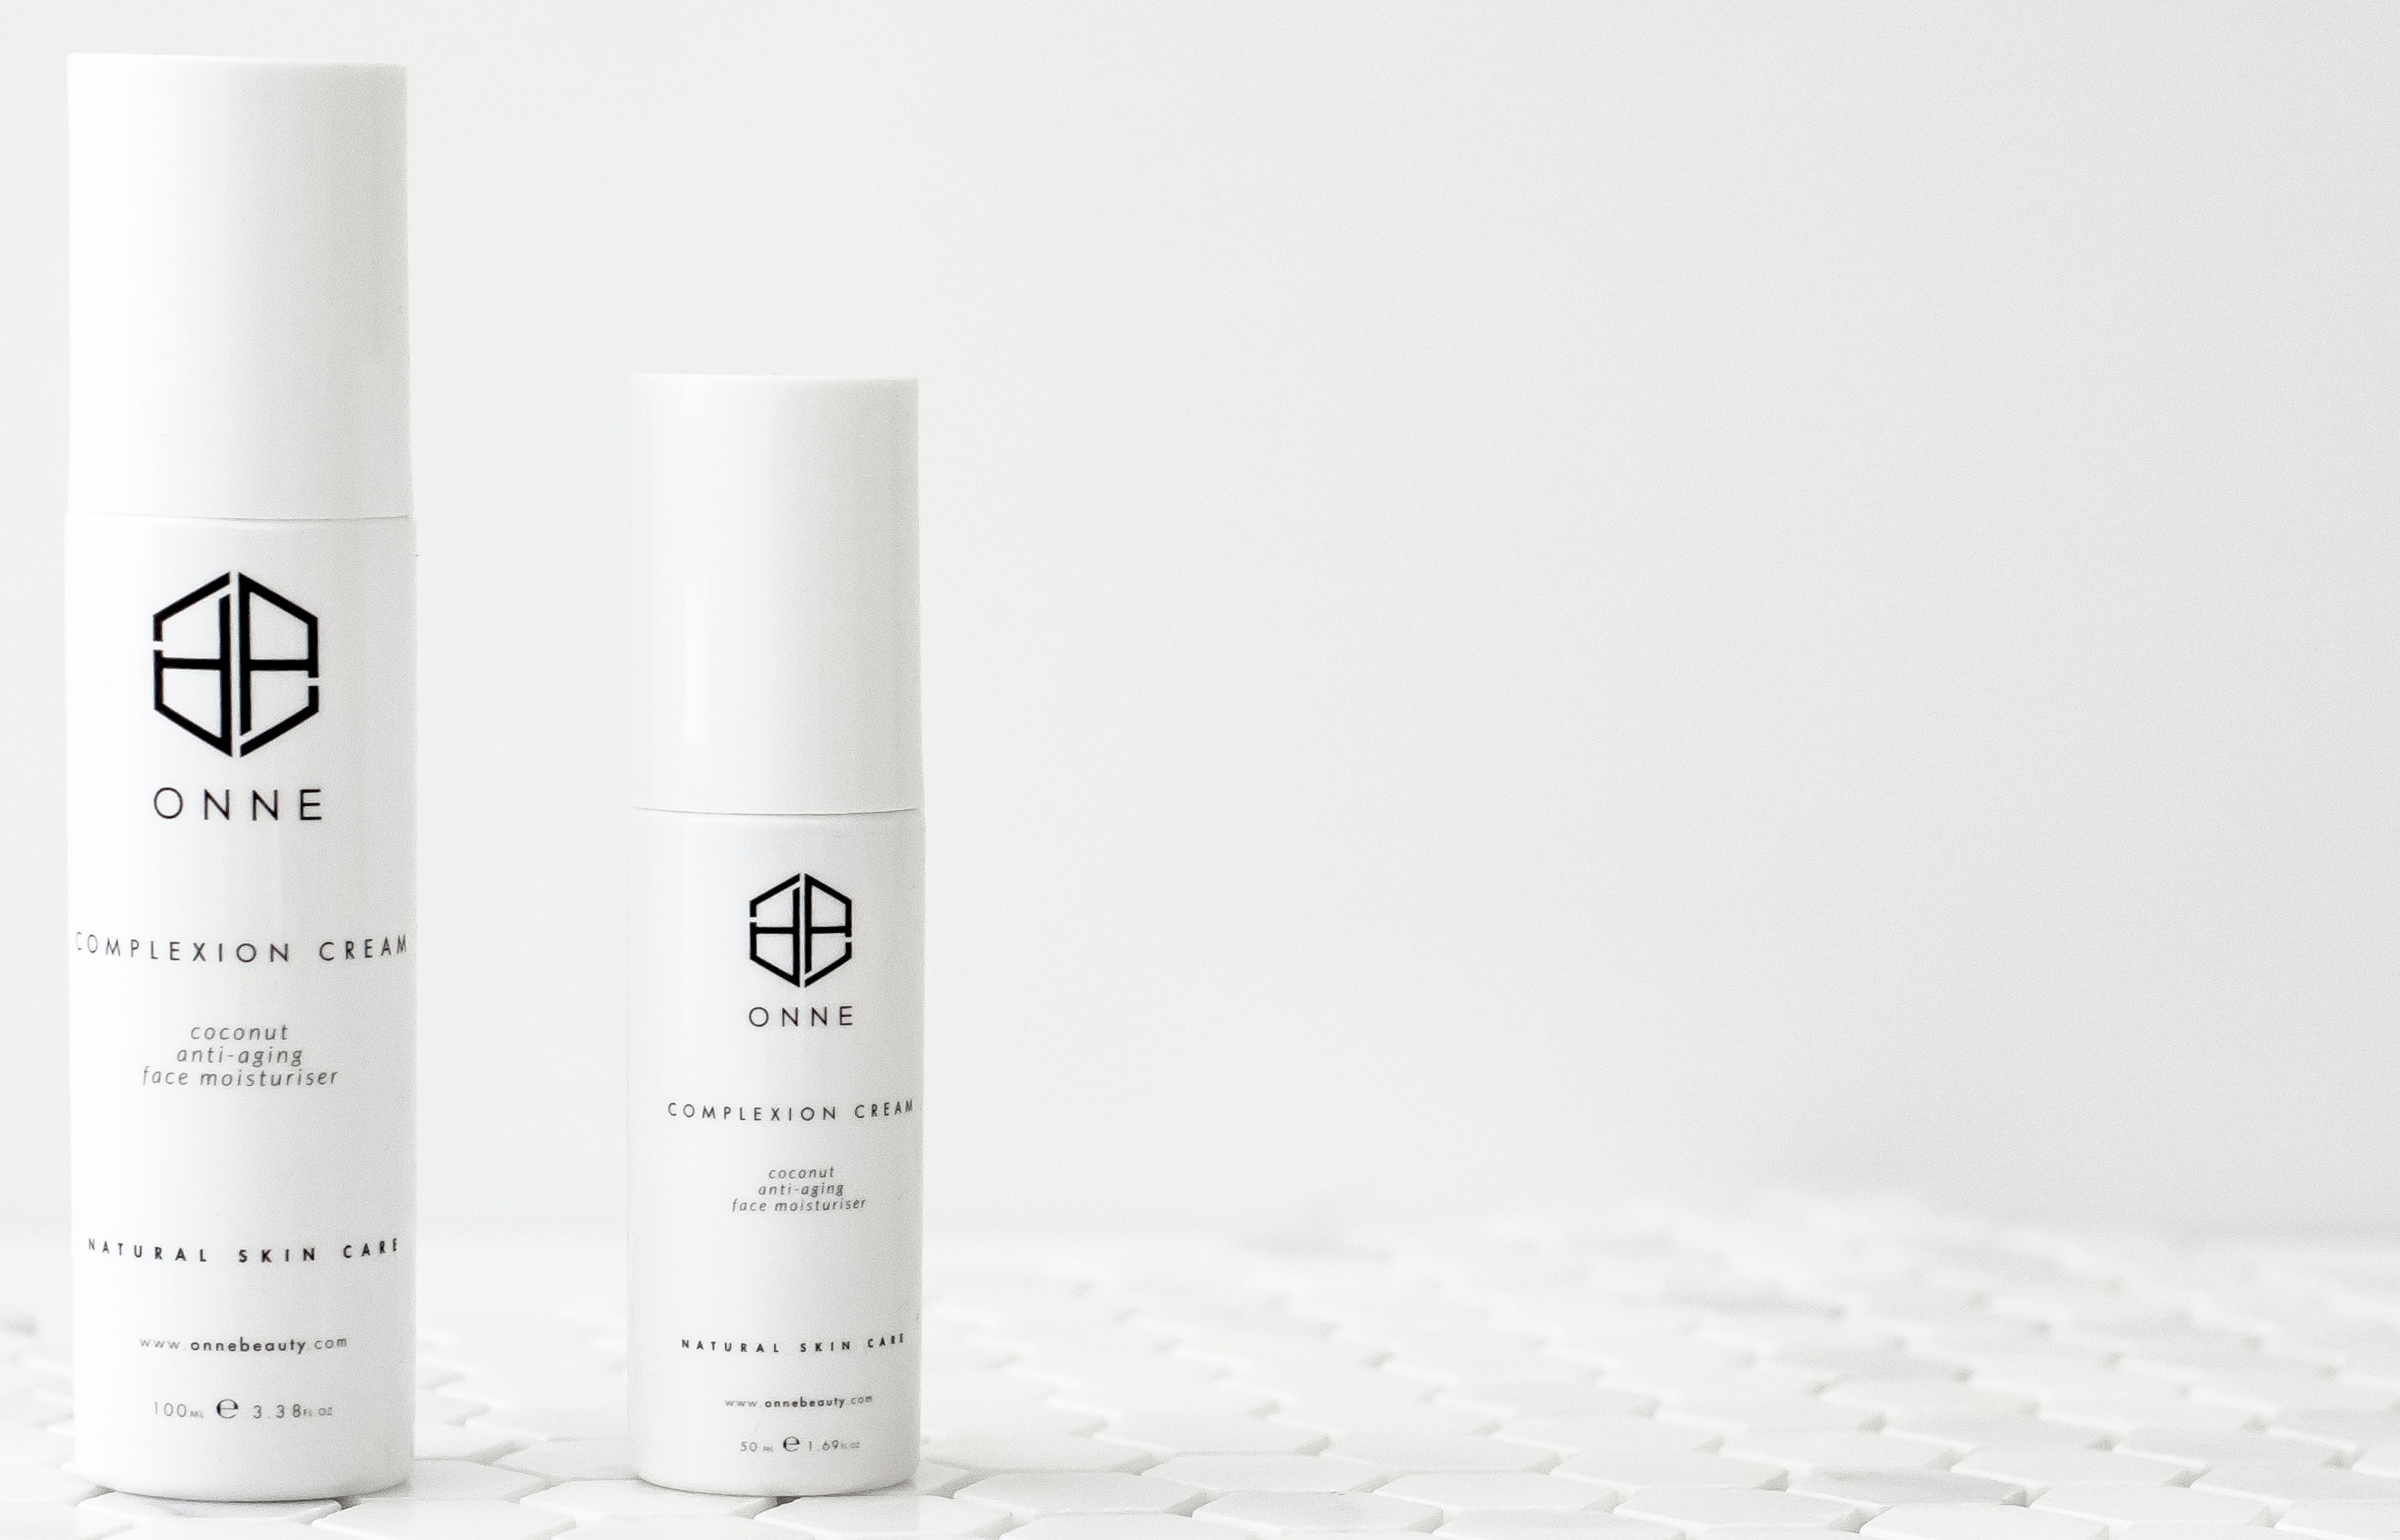 ONNE
COMPLEXION CREAM
coconut
anti-aging
face moisturiser
NATURAL SKIN CARE
www.onnebeauty.com
100ML e 3.38FL OZ
ONNE
COMPLEXION CREAM
coconut
anti-aging
face moisturiser
NATURAL SKIN CARE
www.onnebeauty.com
50 ML e 1.69FL OZ